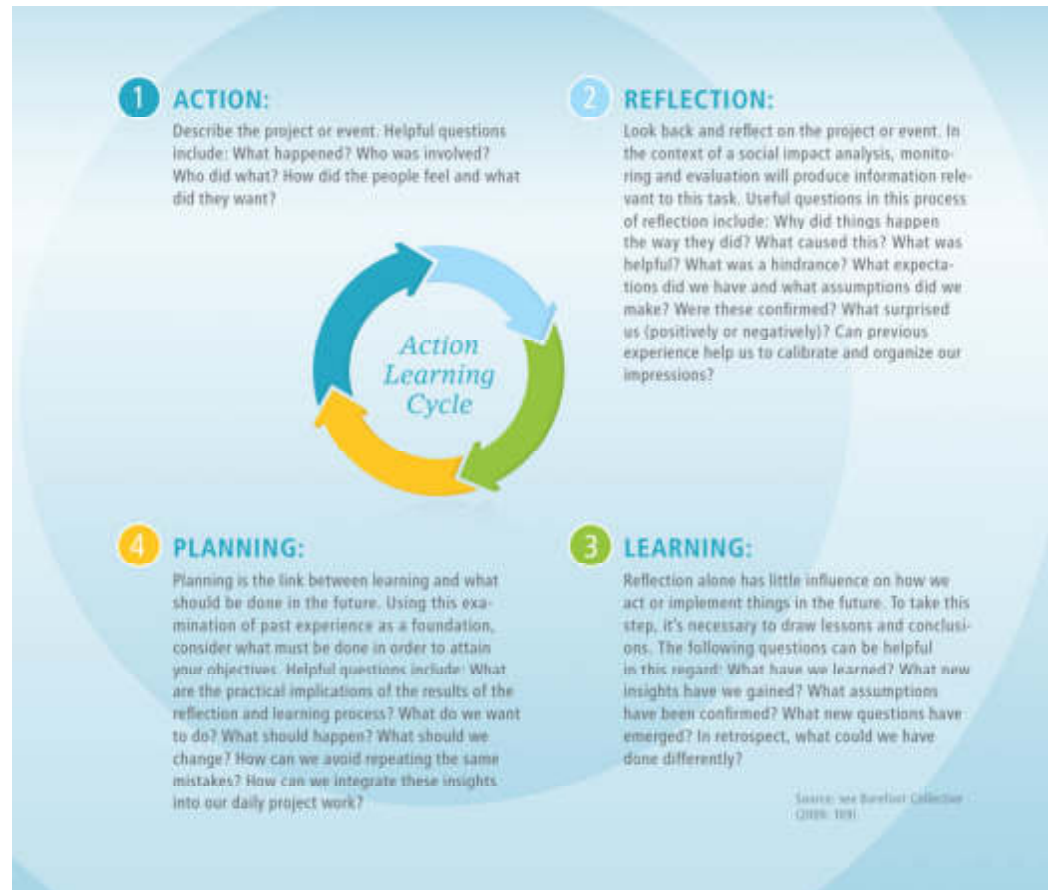 1 ACTION:
Describe the project or event. Helpful questions
include: What happened? Who was involved?
Who did what? How did the people feel and what
did they want?
2 REFLECTION:
Look back and reflect on the project or event. In
the context of a social impact analysis, monito-
ring and evaluation will produce information rele-
vant to this task. Useful questions in this process
of reflection include: Why did things happen
the way they did? What caused this? What was
helpful? What was a hindrance? What expecta-
tions did we have and what assumptions did we
make? Were these confirmed? What surprised
us (positively or negatively)? Can previous
experience help us to calibrate and organize our
impressions?
Action
Learning
Cycle
4 PLANNING:
Planning is the link between learning and what
should be done in the future. Using this exa-
mination of past experience as a foundation,
consider what must be done in order to attain
your objectives. Helpful questions include: What
are the practical implications of the results of the
reflection and learning process? What do we want
to do? What should happen? What should we
change? How can we avoid repeating the same
mistakes? How can we integrate these insights
into our daily project work?
3 LEARNING:
Reflection alone has little influence on how we
act or implement things in the future. To take this
step, it's necessary to draw lessons and conclusi-
ons. The following questions can be helpful
in this regard: What have we learned? What new
insights have we gained? What assumptions
have been confirmed? What new questions have
emerged? In retrospect, what could we have
done differently?
Source: see Barefoot Collective